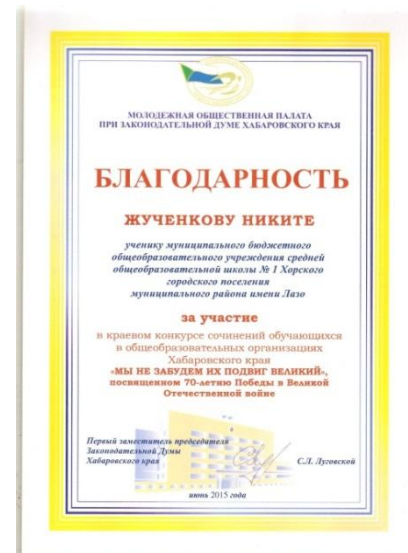 МОЛОДЕЖНАЯ ОБЩЕСТВЕННАЯ ПАЛАТА
ПРИ ЗАКОНОДАТЕЛЬНОЙ ДУМЕ ХАБАРОВСКОГО КРАЯ
БЛАГОДАРНОСТЬ
ЖУЧЕНКОВУ НИКИТЕ
ученику муниципального бюджетного
общеобразовательного учреждения средней
общеобразовательной школы № 1 Хорского
городского поселения
муниципального района имени Лазо
за участие
в краевом конкурсе сочинений обучающихся
в общеобразовательных организациях
Хабаровского края
«МЫ НЕ ЗАБУДЕМ ИХ ПОДВИГ ВЕЛИКИЙ»,
посвященном 70-летию Победы в Великой
Отечественной войне
Первый заместитель председателя
Законодательной Думы
Хабаровского края
С.Л. Луговской
июнь 2015 года